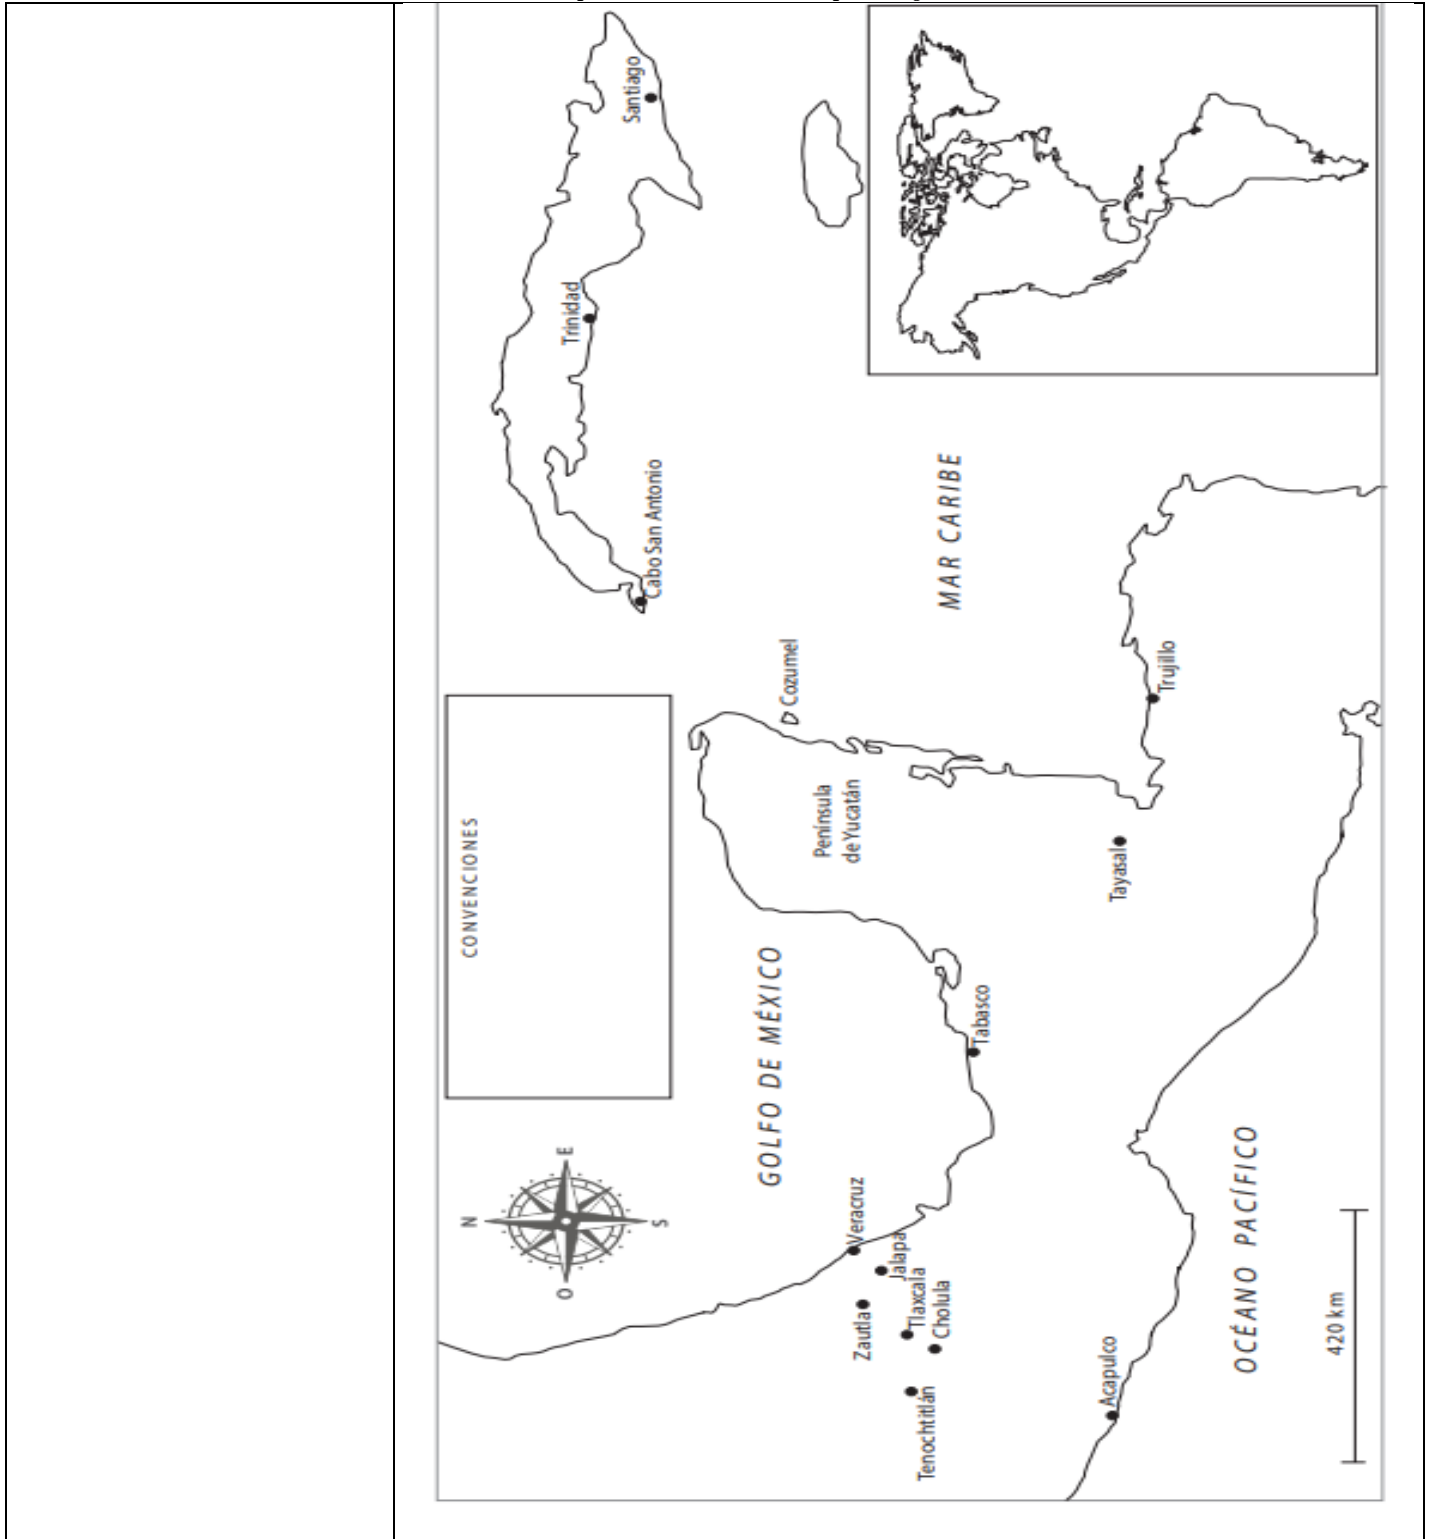 CONVENCIONES
N
O
E
S
Santiago
Trinidad
Cabo San Antonio
Cozumel
GOLFO DE MÉXICO
Península
de Yucatán
MAR CARIBE
Veracruz
Zautla
Jalapa
Tlaxcala
Cholula
Tenochtitlán
Tabasco
Tayasal
Trujillo
Acapulco
OCÉANO PACÍFICO
420 km